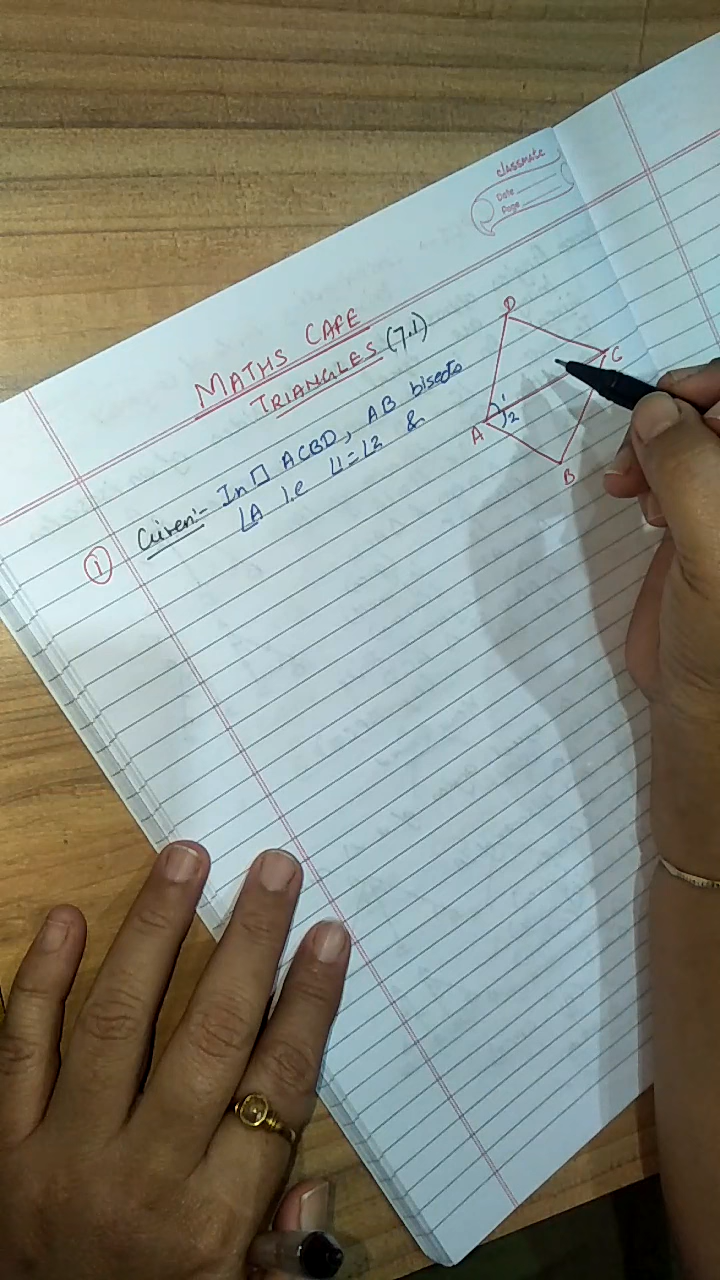 classmate
Date
Page
MATHS CAFE
TRIANGLES (7.1)
① Given:- In □ ACBD, AB bisects
∠A i.e ∠1=∠2 &
D
C
A
B
1
2